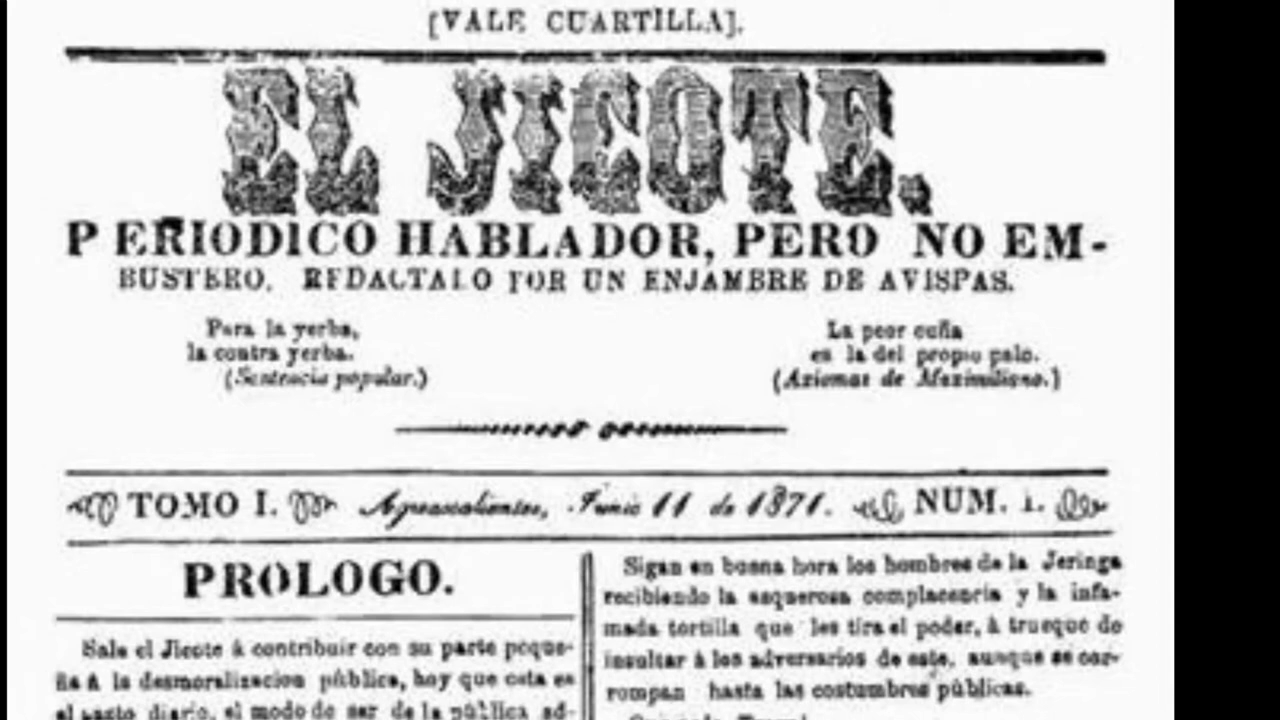 [VALE CUARTILLA].
EL JICOTE.
PERIODICO HABLADOR, PERO NO EM-
BUSTERO, REDACTALO POR UN ENJAMBRE DE AVISPAS.
Para la yerba,
la contra yerba.
(Sentencia popular.)
La peor cuña
es la del propio palo.
(Axiomas de Maximiliano.)
TOMO I. Aguascalientes, Junio 11 de 1871. NUM. 1.
PROLOGO.
Sale el Jicote á contribuir con su parte peque-
ña á la desmoralizacion pública, hoy que esta es
el pasto diario, el modo de ser de la pública ad-
Sigan en buena hora los hombres de la Jeringa
recibiendo la asquerosa complacencia y la infa-
mada tortilla que les tira el poder, á trueque de
insultar á los adversarios de este, aunque se cor-
rompan hasta las costumbres públicas.